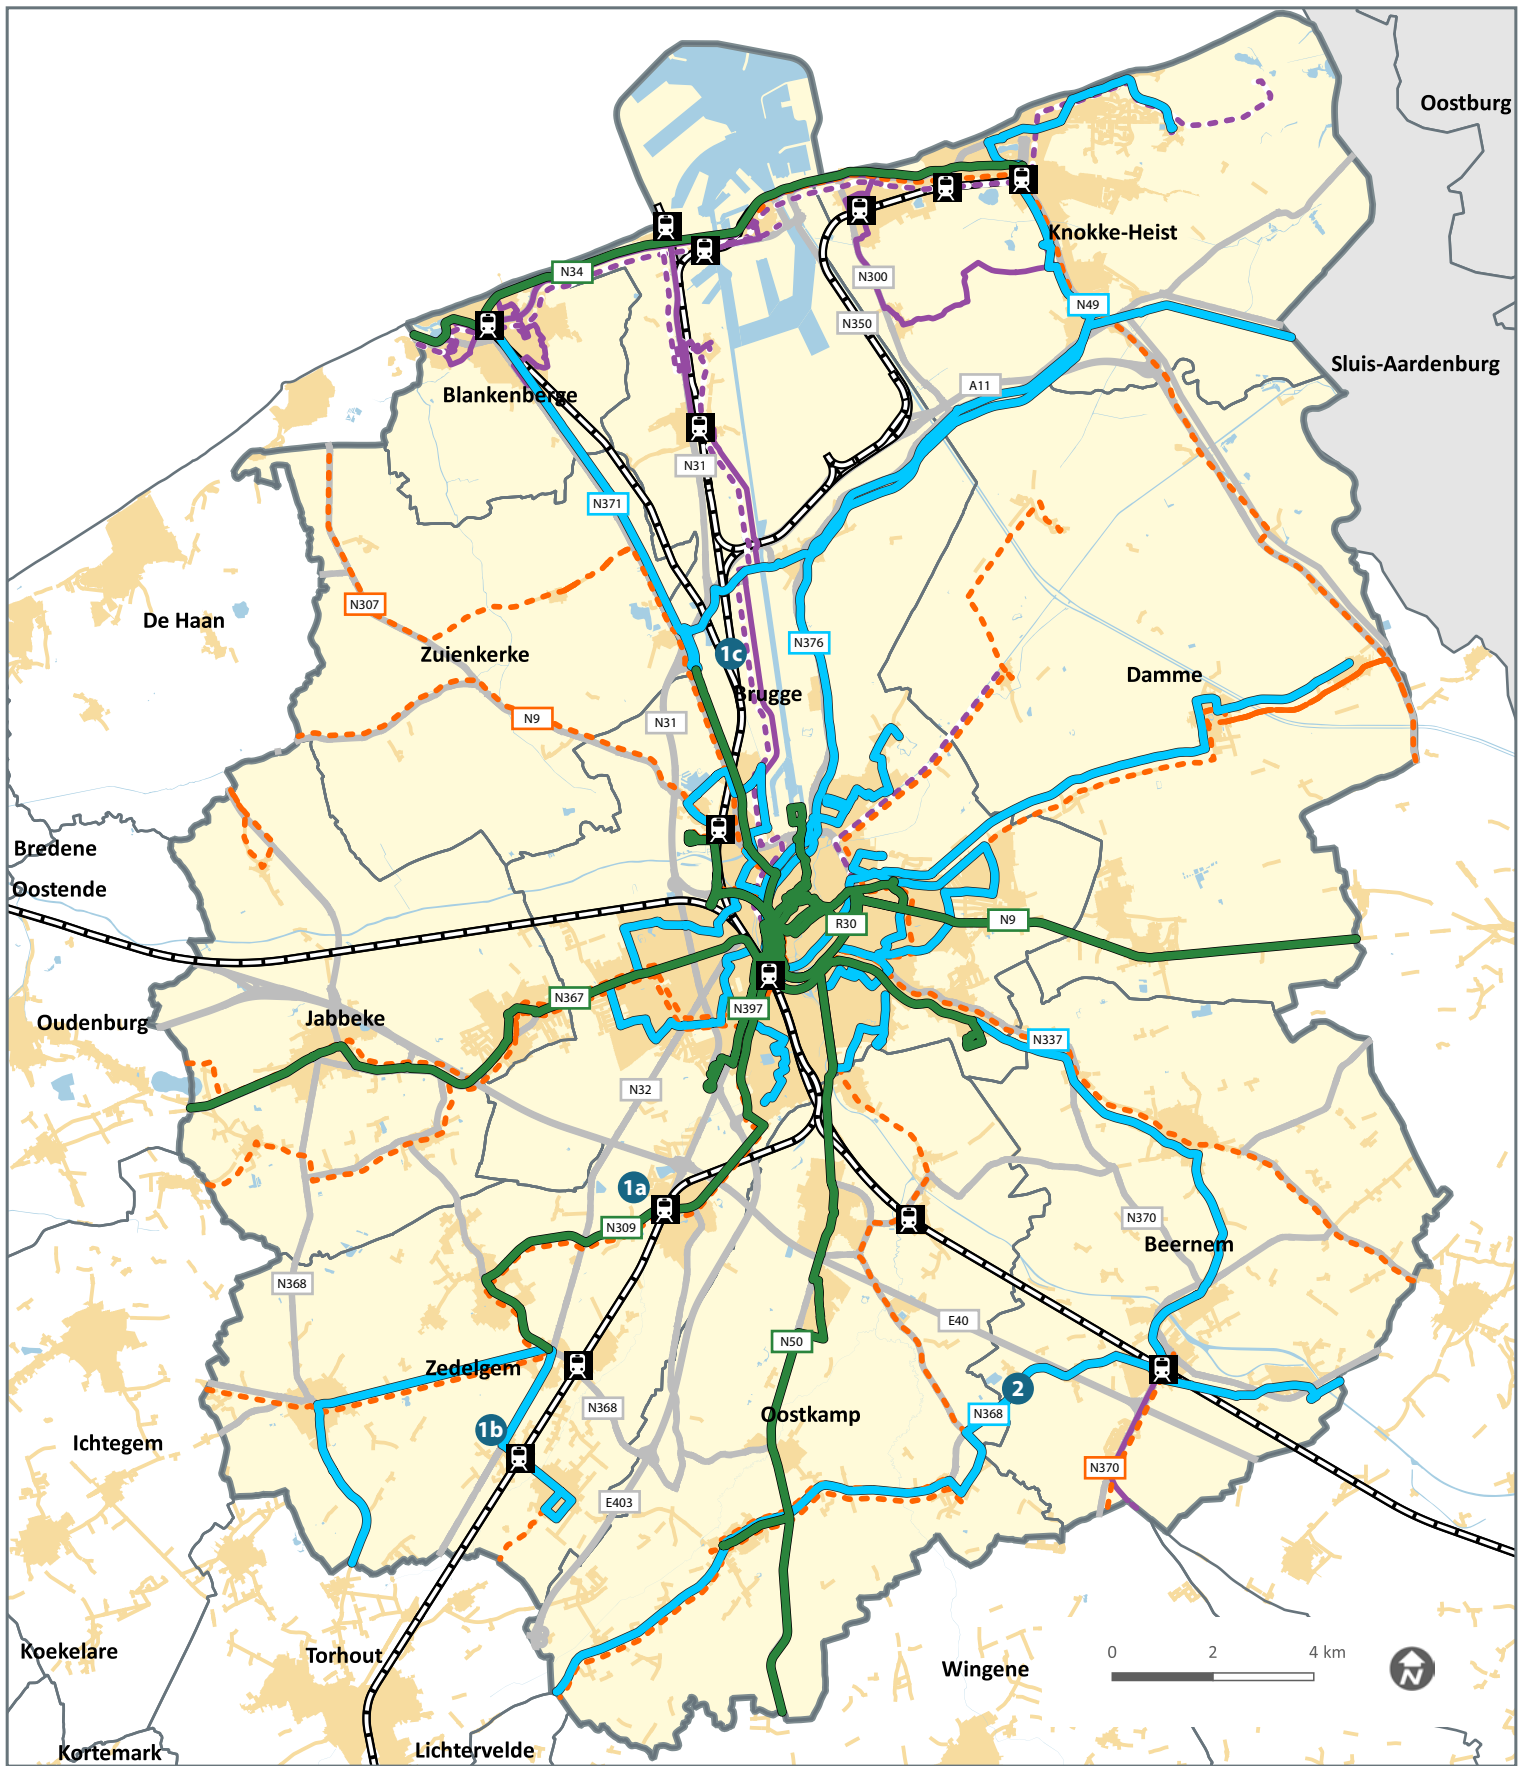 Oostburg
Knokke-Heist
N34
N300
N49
N350
Sluis-Aardenburg
A11
Blankenberge
N31
N371
N307
De Haan
Zuienkerke
1c
N376
Damme
Brugge
N9
N31
Bredene
Oostende
R30
N9
N367
N397
Oudenburg
Jabbeke
N337
N32
1a
N309
N370
Beernem
N368
E40
N50
Zedelgem
2
N368
N368
Oostkamp
1b
Ichtegem
N370
E403
Koekelare
Torhout
0 2 4 km
Wingene
N
Kortemark
Lichtervelde